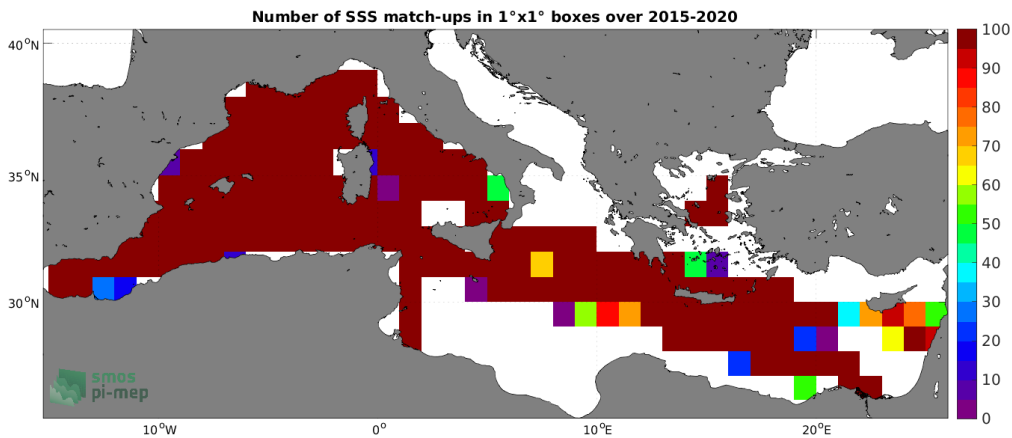 Number of SSS match-ups in 1°x1° boxes over 2015-2020
40°N
35°N
30°N
10°W
0°
10°E
20°E
100
90
80
70
60
50
40
30
20
10
0
smos
pi-mep